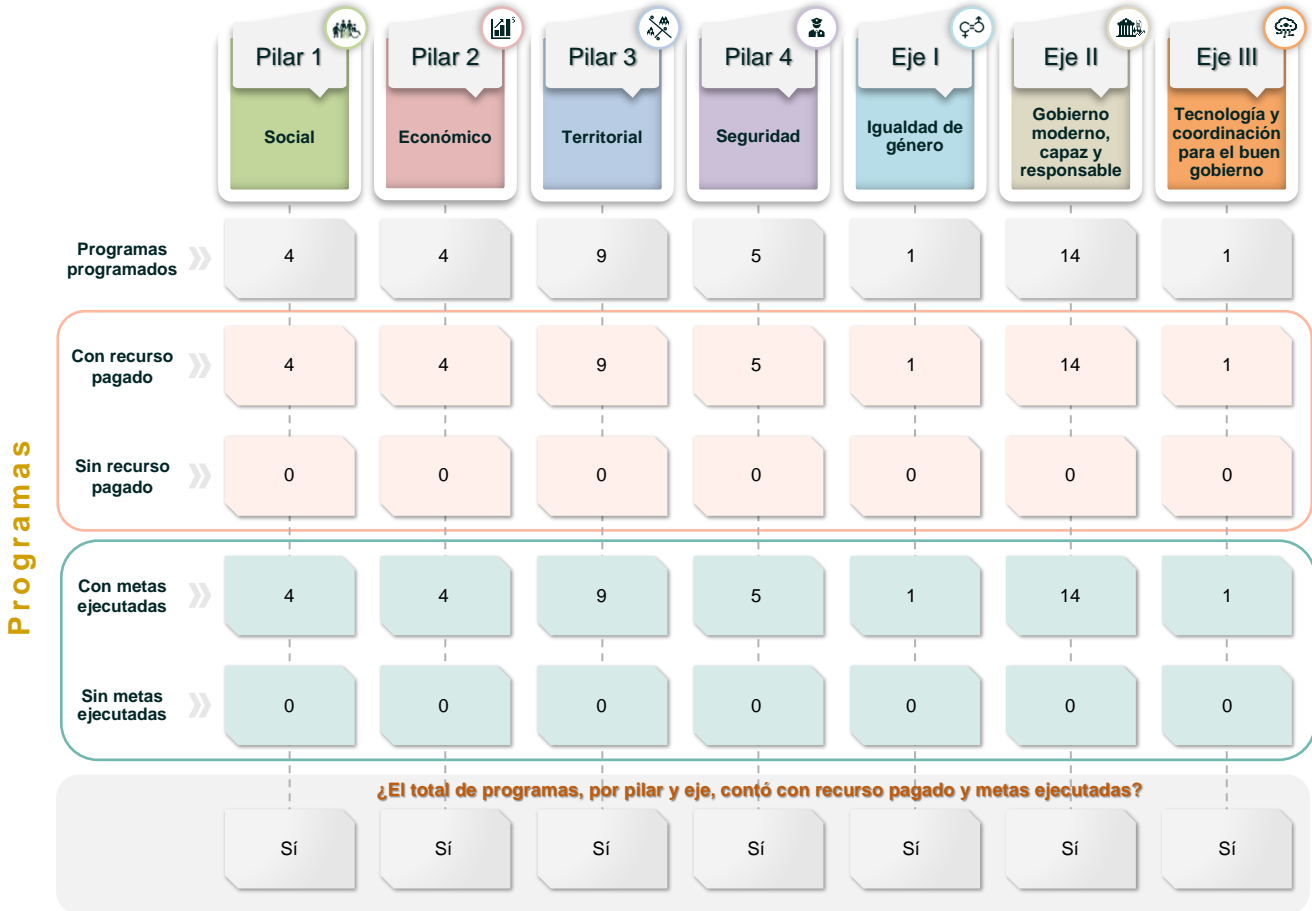 Pilar 1
Pilar 2
Pilar 3
Pilar 4
Eje I
Eje II
Eje III
Social
Económico
Territorial
Seguridad
Igualdad de
género
Gobierno
moderno,
capaz y
responsable
Tecnología y
coordinación
para el buen
gobierno
Programas
Programas
programados
4 4 9 5 1 14 1
Con recurso
pagado
4 4 9 5 1 14 1
Sin recurso
pagado
0 0 0 0 0 0 0
Con metas
ejecutadas
4 4 9 5 1 14 1
Sin metas
ejecutadas
0 0 0 0 0 0 0
¿El total de programas, por pilar y eje, contó con recurso pagado y metas ejecutadas?
Sí Sí Sí Sí Sí Sí Sí